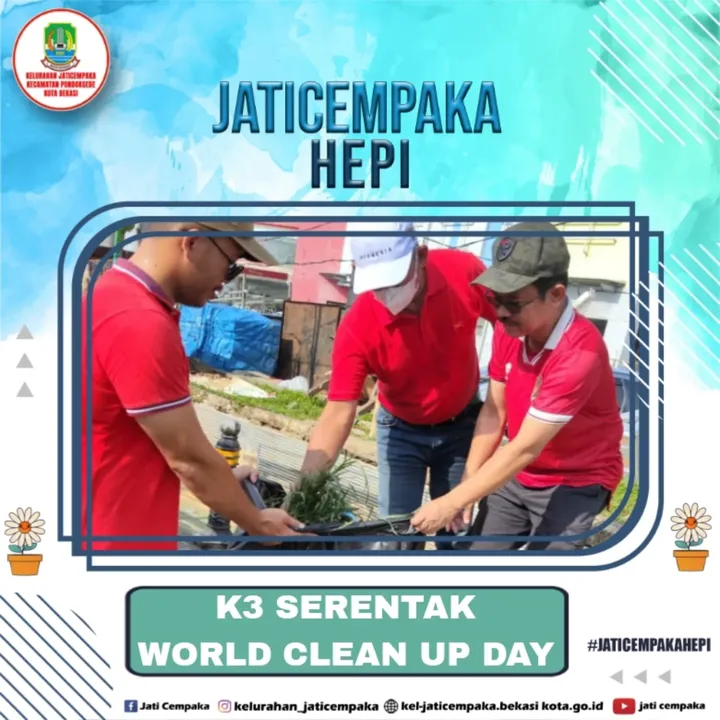 KELURAHAN JATICEMPAKA
KECAMATAN PONDOKGEDE
KOTA BEKASI
JATICEMPAKA
HEPI
K3 SERENTAK
WORLD CLEAN UP DAY
#JATICEMPAKAHEPI
Jati Cempaka kelurahan_jaticempaka kel-jaticempaka.bekasi kota.go.id jati cempaka